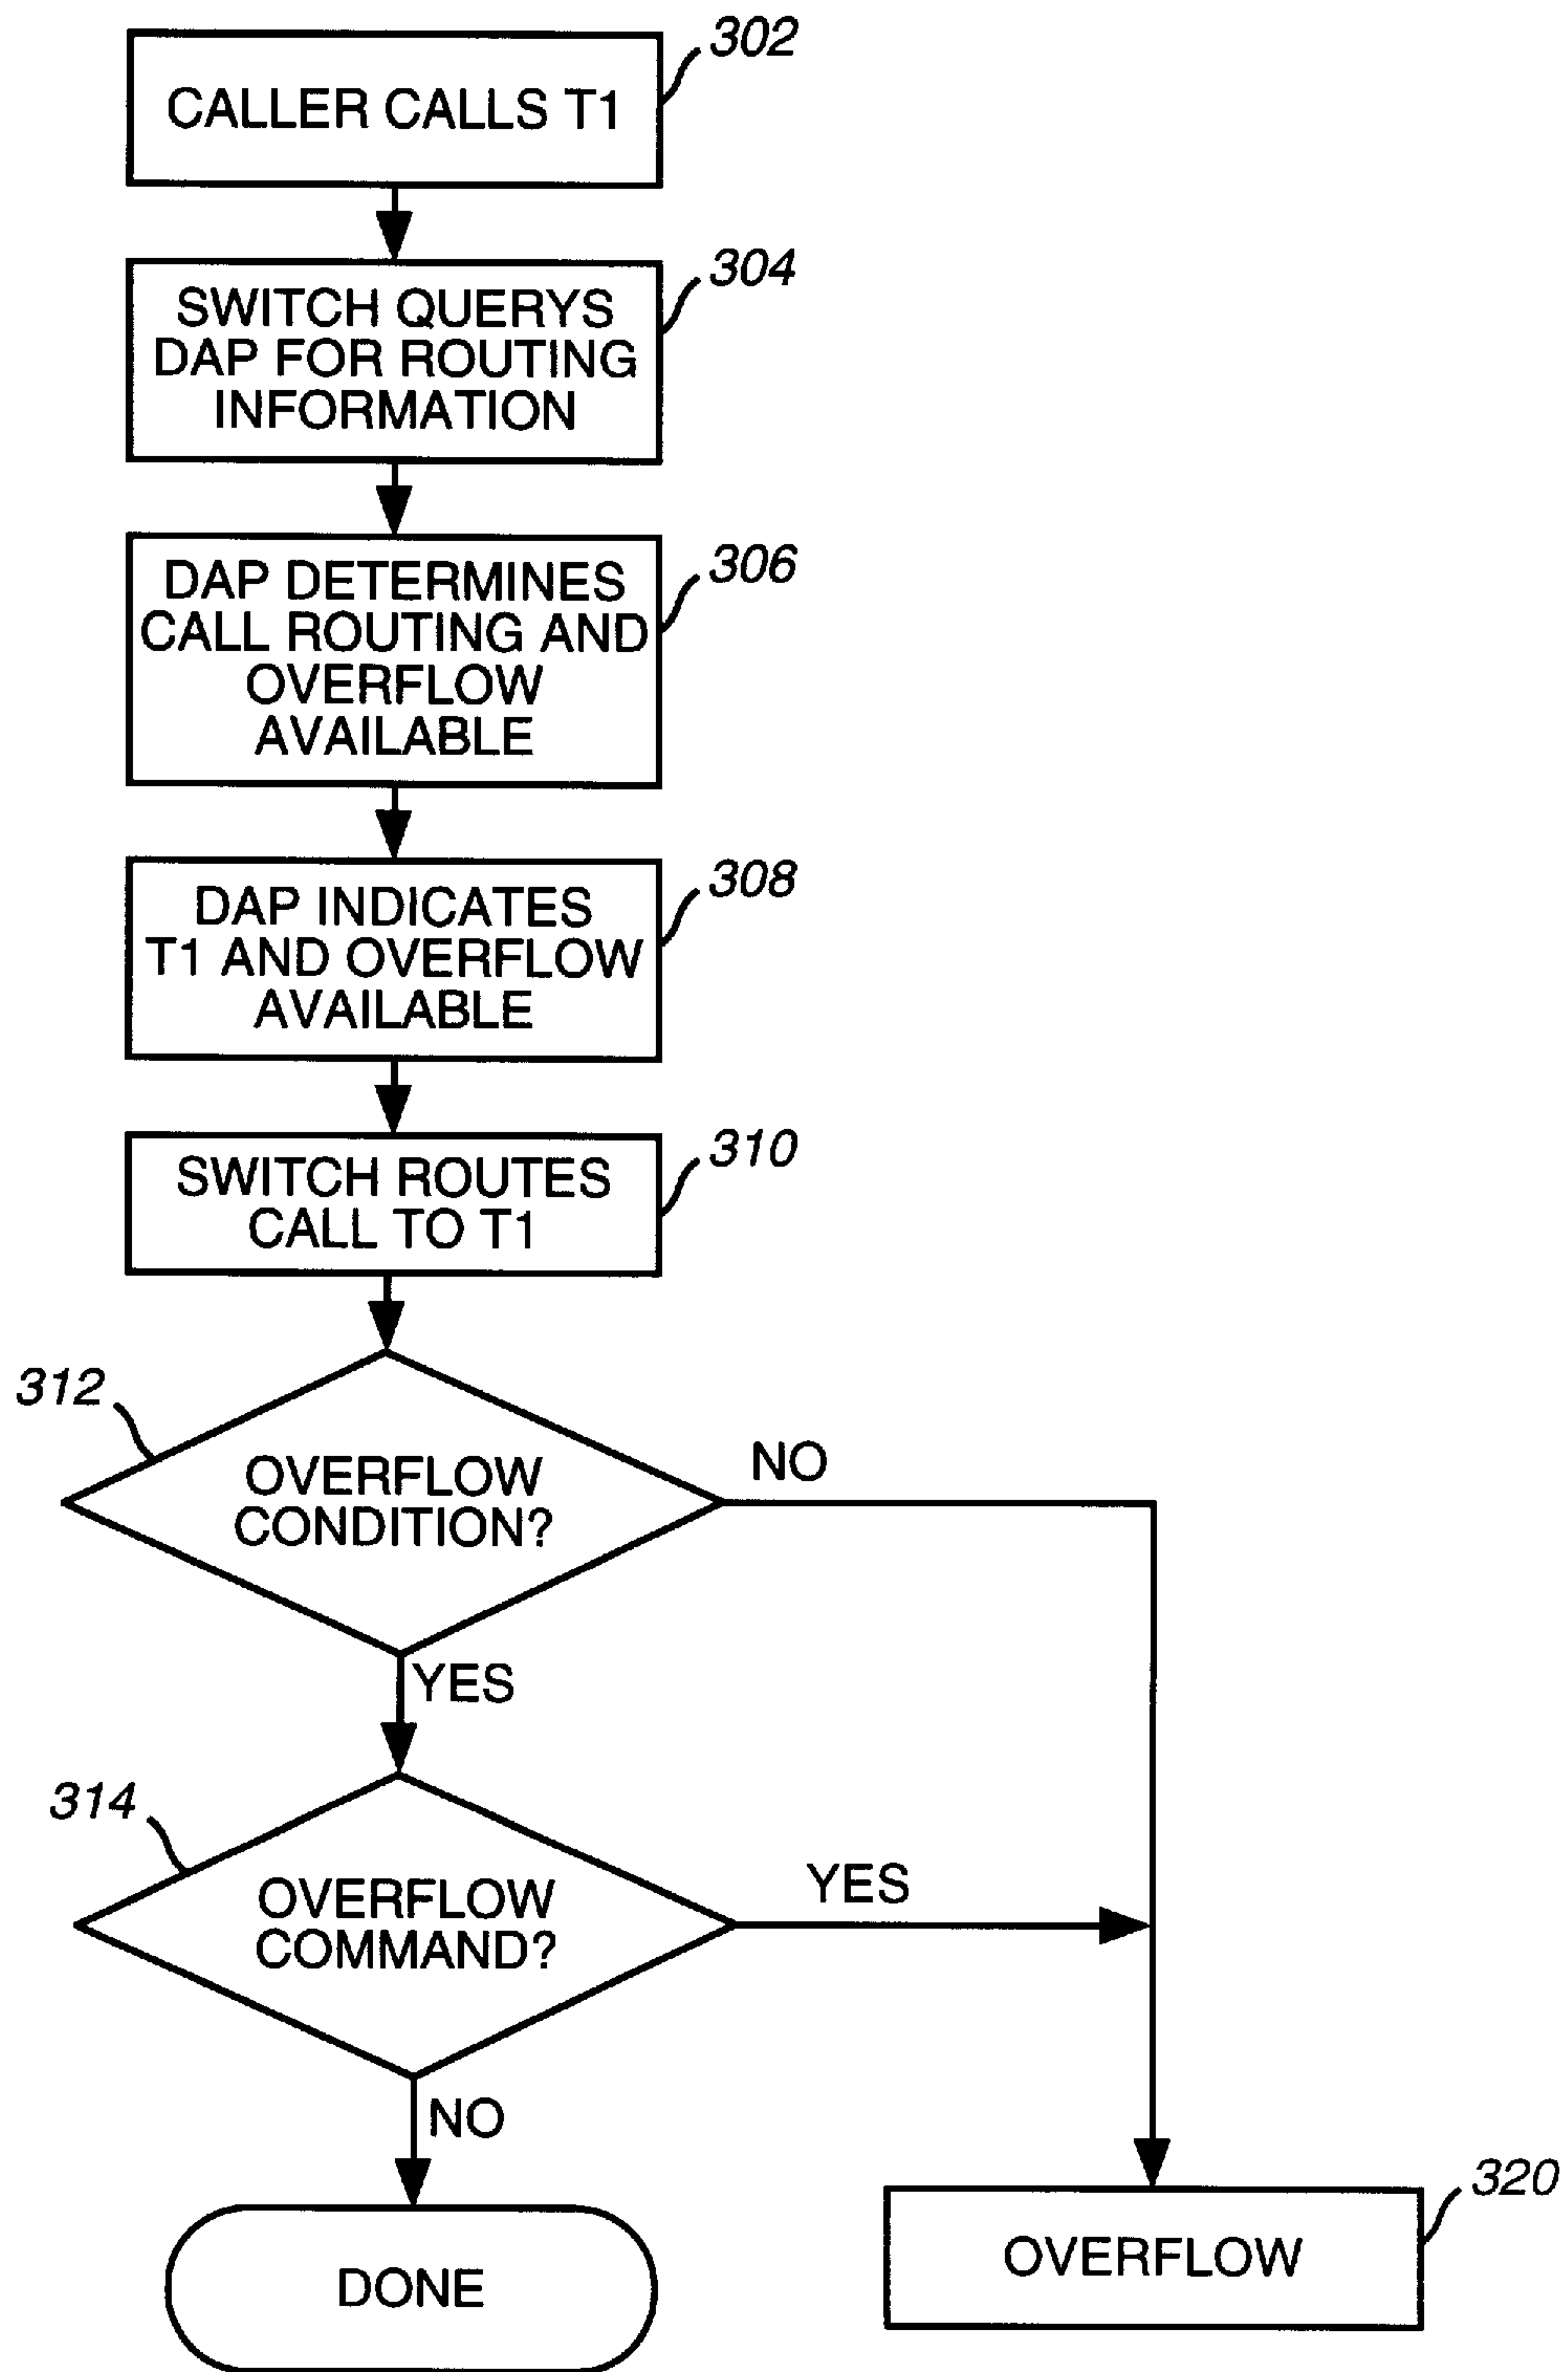 302
CALLER CALLS T1
304
SWITCH QUERYS
DAP FOR ROUTING
INFORMATION
306
DAP DETERMINES
CALL ROUTING AND
OVERFLOW
AVAILABLE
308
DAP INDICATES
T1 AND OVERFLOW
AVAILABLE
310
SWITCH ROUTES
CALL TO T1
312
OVERFLOW
CONDITION?
NO
YES
314
OVERFLOW
COMMAND?
YES
NO
DONE
320
OVERFLOW